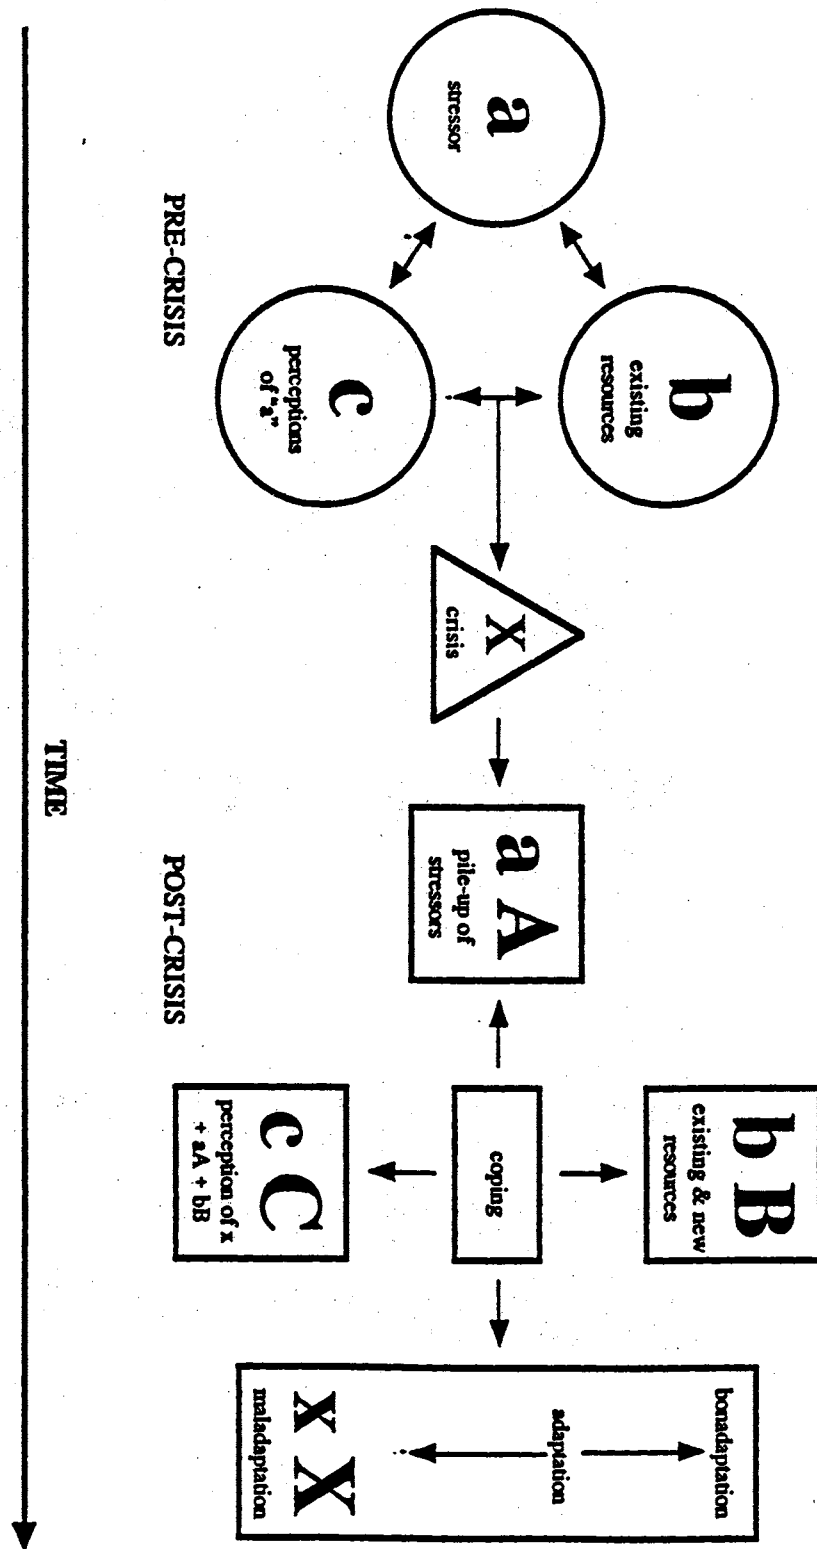 a
stressor
b
existing
resources
c
perceptions
of "a"
X
crisis
a A
pile-up of
stressors
b B
existing & new
resources
coping
c C
perception of x
+ aA + bB
bonadaptation
adaptation
x X
maladaptation
PRE-CRISIS
POST-CRISIS
TIME